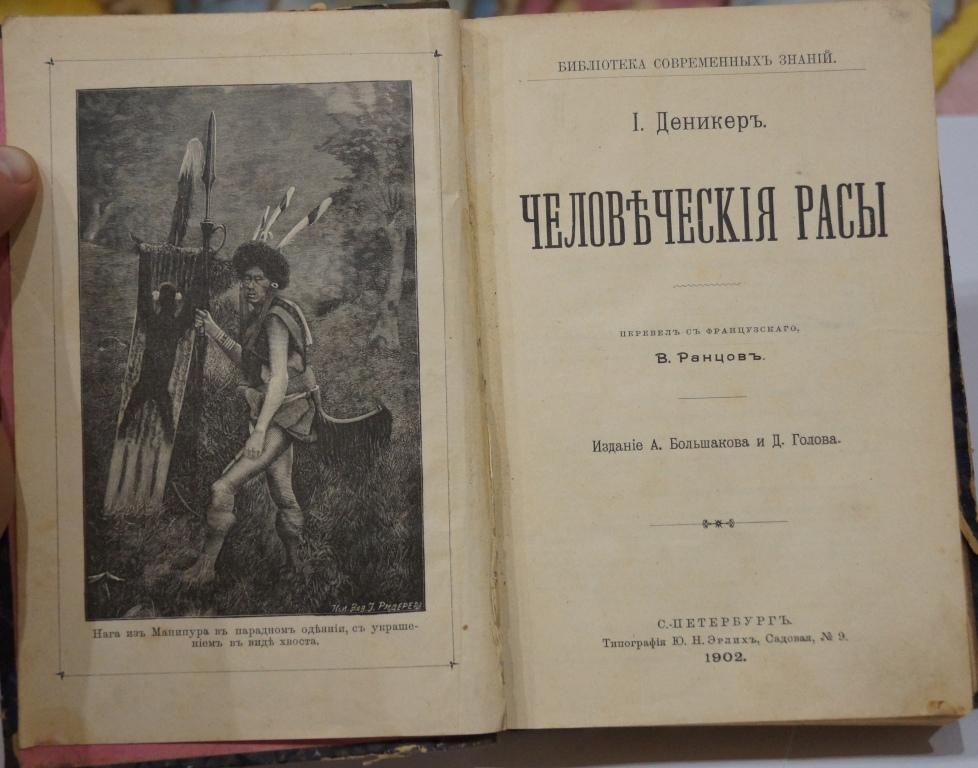 Нага изъ Манипура въ парадномъ одѣяніи, съ украше-
ніемъ въ видѣ хвоста.
БИБЛІОТЕКА СОВРЕМЕННЫХЪ ЗНАНІЙ.
І. Деникеръ.
ЧЕЛОВѢЧЕСКІЯ РАСЫ
ПЕРЕВЕЛЪ СЪ ФРАНЦУЗСКАГО,
В. Ранцовъ.
Изданіе А. Большакова и Д. Голова.
С.-ПЕТЕРБУРГЪ.
Типографія Ю. Н. Эрлихъ, Садовая, № 9.
1902.